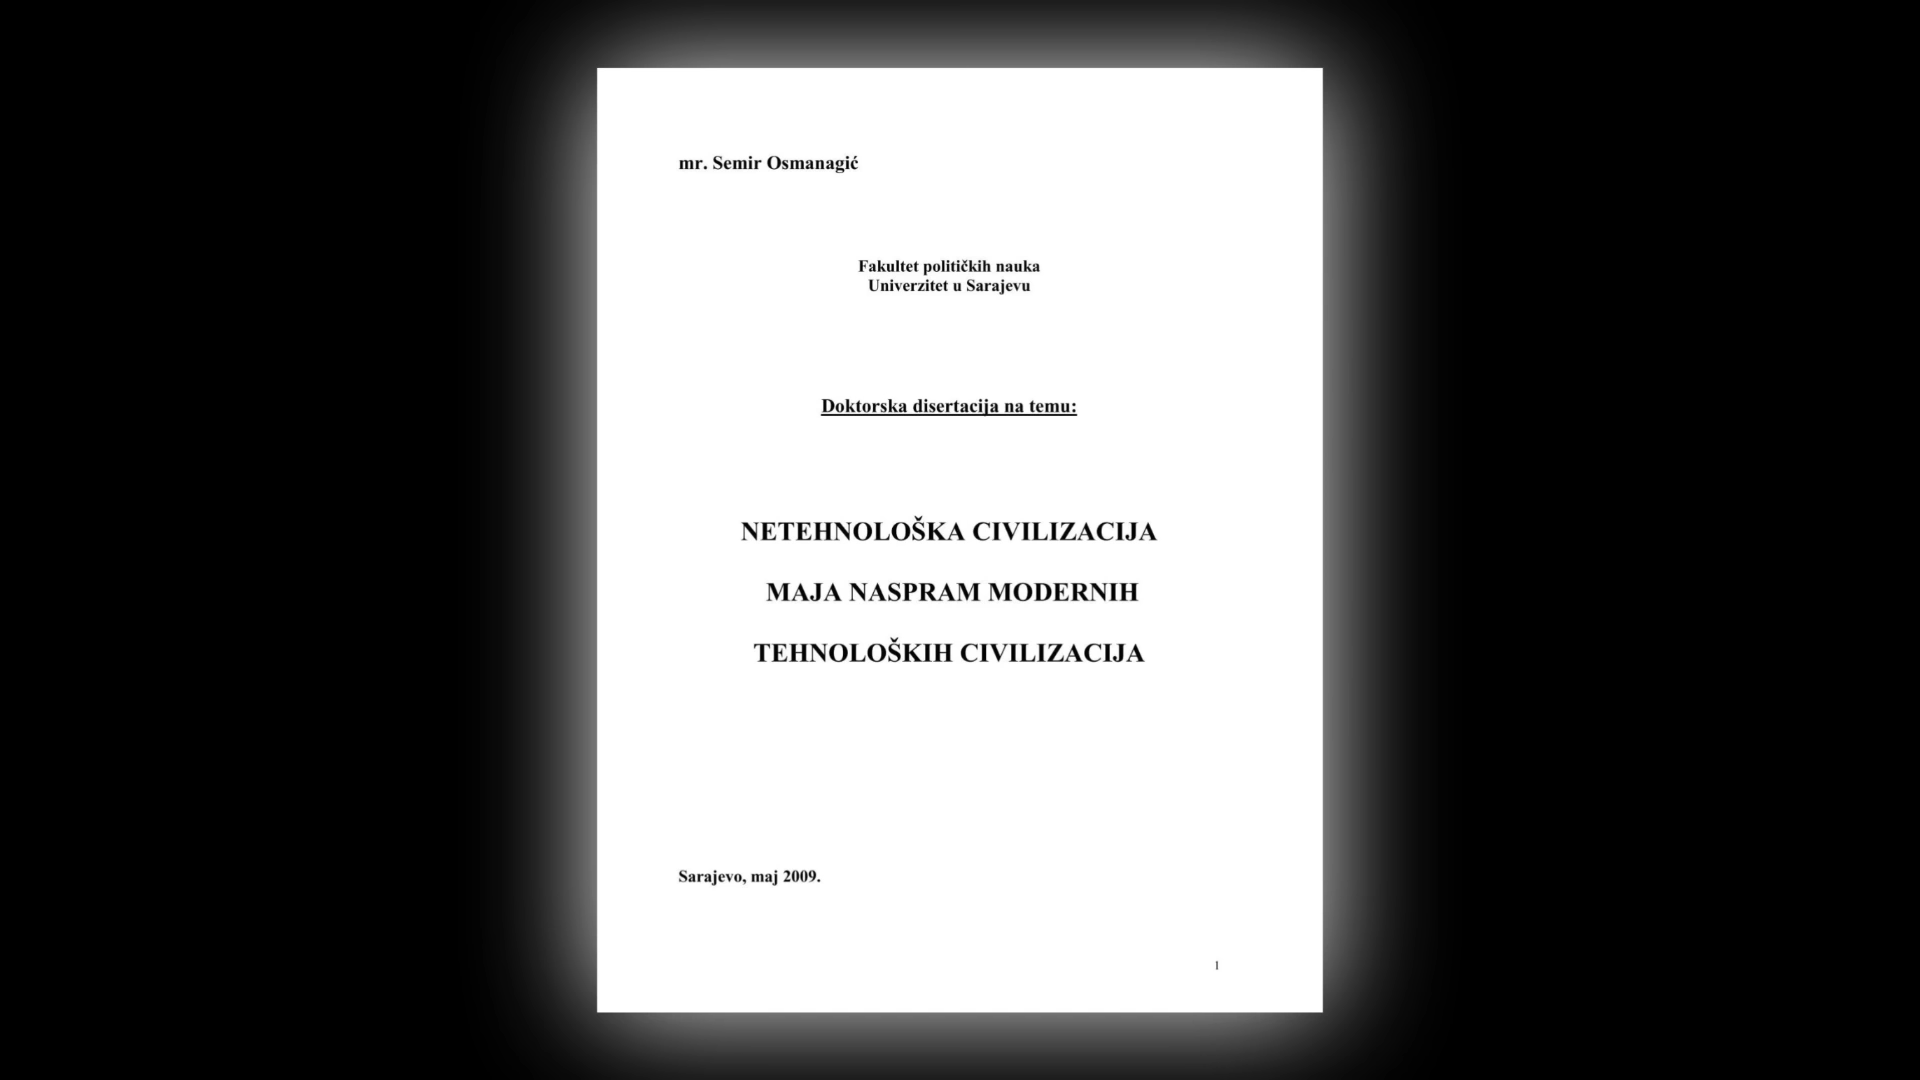 mr. Semir Osmanagić
Fakultet političkih nauka
Univerzitet u Sarajevu
Doktorska disertacija na temu:
NETEHNOLOŠKA CIVILIZACIJA
MAJA NASPRAM MODERNIH
TEHNOLOŠKIH CIVILIZACIJA
Sarajevo, maj 2009.
1